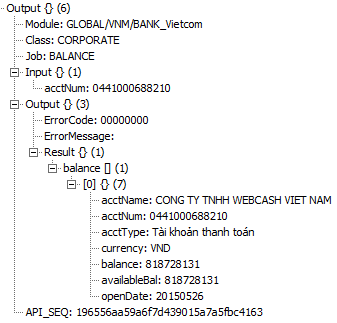 Output {} (6)
Module: GLOBAL/VNM/BANK_Vietcom
Class: CORPORATE
Job: BALANCE
Input {} (1)
acctNum: 0441000688210
Output {} (3)
ErrorCode: 00000000
ErrorMessage:
Result {} (1)
balance [] (1)
[0] {} (7)
acctName: CONG TY TNHH WEBCASH VIET NAM
acctNum: 0441000688210
acctType: Tài khoản thanh toán
currency: VND
balance: 818728131
availableBal: 818728131
openDate: 20150526
API_SEQ: 196556aa59a6f7d439015a7a5fbc4163